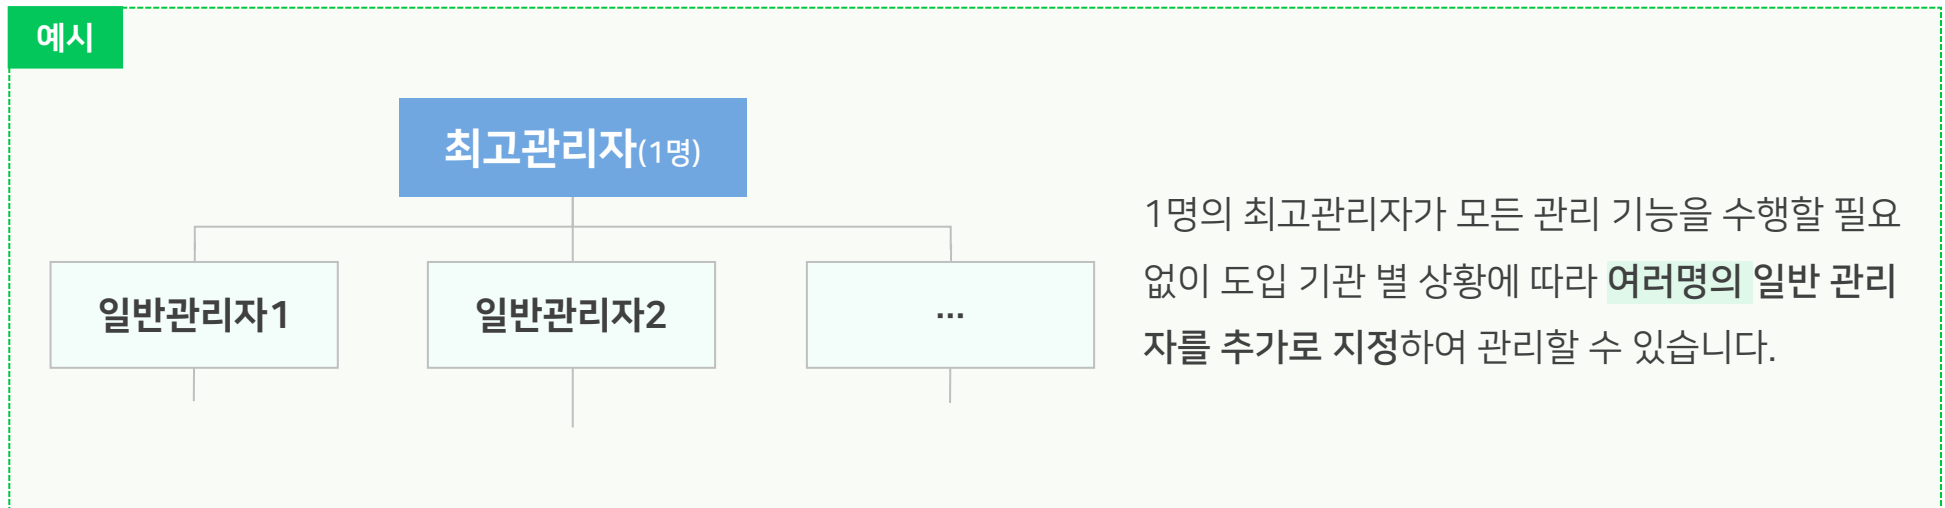 예시
최고관리자(1명)
일반관리자1
일반관리자2
...
1명의 최고관리자가 모든 관리 기능을 수행할 필요
없이 도입 기관 별 상황에 따라 여러명의 일반 관리
자를 추가로 지정하여 관리할 수 있습니다.